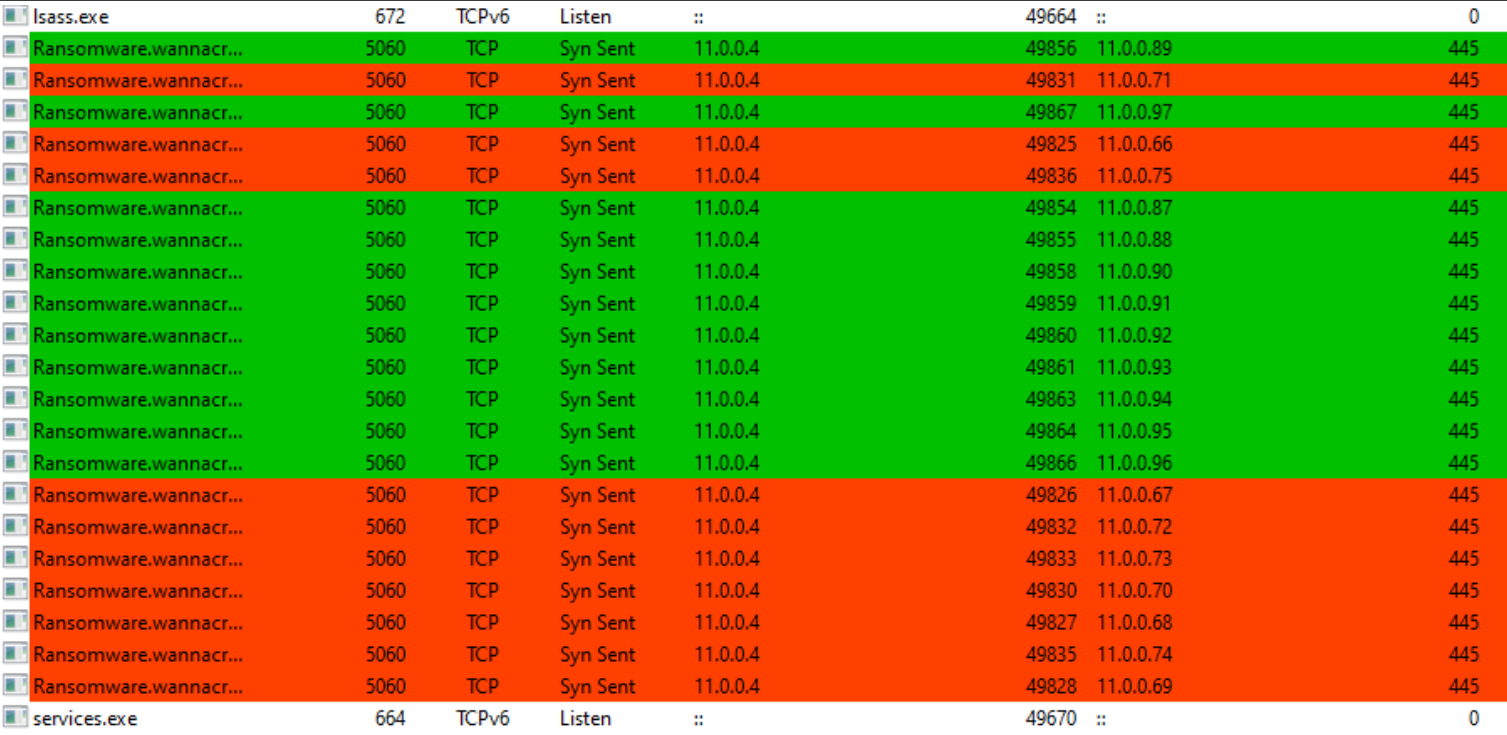 lsass.exe 672 TCPv6 Listen :: 49664 :: 0
Ransomware.wannacr... 5060 TCP Syn Sent 11.0.0.4 49856 11.0.0.89 445
Ransomware.wannacr... 5060 TCP Syn Sent 11.0.0.4 49831 11.0.0.71 445
Ransomware.wannacr... 5060 TCP Syn Sent 11.0.0.4 49867 11.0.0.97 445
Ransomware.wannacr... 5060 TCP Syn Sent 11.0.0.4 49825 11.0.0.66 445
Ransomware.wannacr... 5060 TCP Syn Sent 11.0.0.4 49836 11.0.0.75 445
Ransomware.wannacr... 5060 TCP Syn Sent 11.0.0.4 49854 11.0.0.87 445
Ransomware.wannacr... 5060 TCP Syn Sent 11.0.0.4 49855 11.0.0.88 445
Ransomware.wannacr... 5060 TCP Syn Sent 11.0.0.4 49858 11.0.0.90 445
Ransomware.wannacr... 5060 TCP Syn Sent 11.0.0.4 49859 11.0.0.91 445
Ransomware.wannacr... 5060 TCP Syn Sent 11.0.0.4 49860 11.0.0.92 445
Ransomware.wannacr... 5060 TCP Syn Sent 11.0.0.4 49861 11.0.0.93 445
Ransomware.wannacr... 5060 TCP Syn Sent 11.0.0.4 49863 11.0.0.94 445
Ransomware.wannacr... 5060 TCP Syn Sent 11.0.0.4 49864 11.0.0.95 445
Ransomware.wannacr... 5060 TCP Syn Sent 11.0.0.4 49866 11.0.0.96 445
Ransomware.wannacr... 5060 TCP Syn Sent 11.0.0.4 49826 11.0.0.67 445
Ransomware.wannacr... 5060 TCP Syn Sent 11.0.0.4 49832 11.0.0.72 445
Ransomware.wannacr... 5060 TCP Syn Sent 11.0.0.4 49833 11.0.0.73 445
Ransomware.wannacr... 5060 TCP Syn Sent 11.0.0.4 49830 11.0.0.70 445
Ransomware.wannacr... 5060 TCP Syn Sent 11.0.0.4 49827 11.0.0.68 445
Ransomware.wannacr... 5060 TCP Syn Sent 11.0.0.4 49835 11.0.0.74 445
Ransomware.wannacr... 5060 TCP Syn Sent 11.0.0.4 49828 11.0.0.69 445
services.exe 664 TCPv6 Listen :: 49670 :: 0